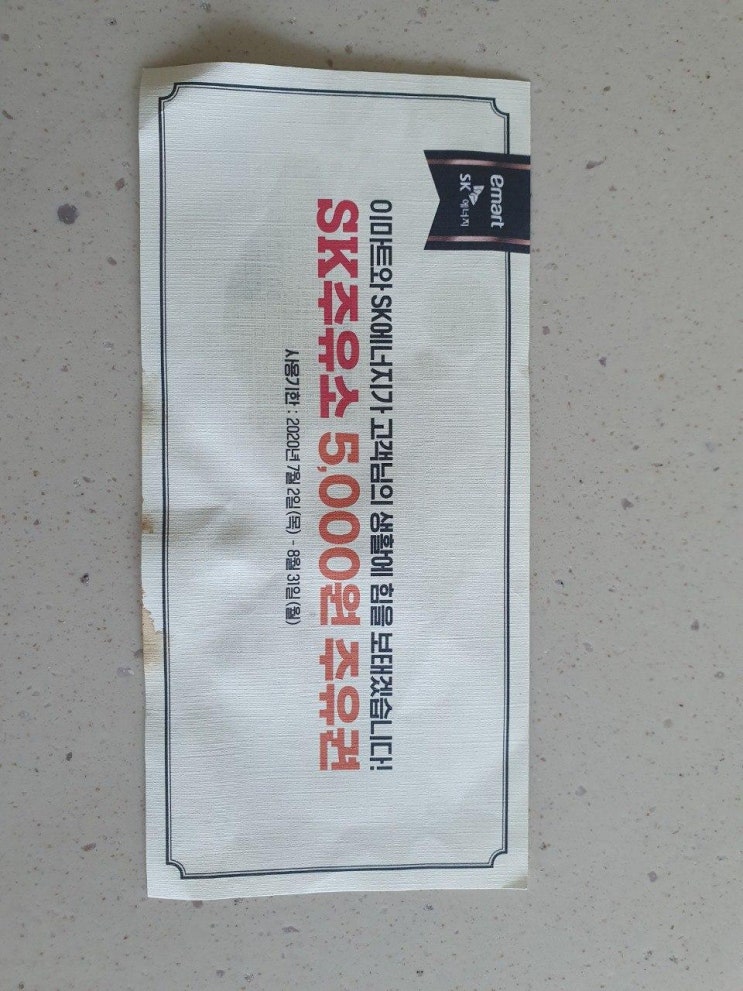 emart
SK 에너지
이마트와 SK에너지가 고객님의 생활에 힘을 보태겠습니다!
SK주유소 5,000원 주유권
사용기한 : 2020년 7월 2일(목) - 8월 31일(월)